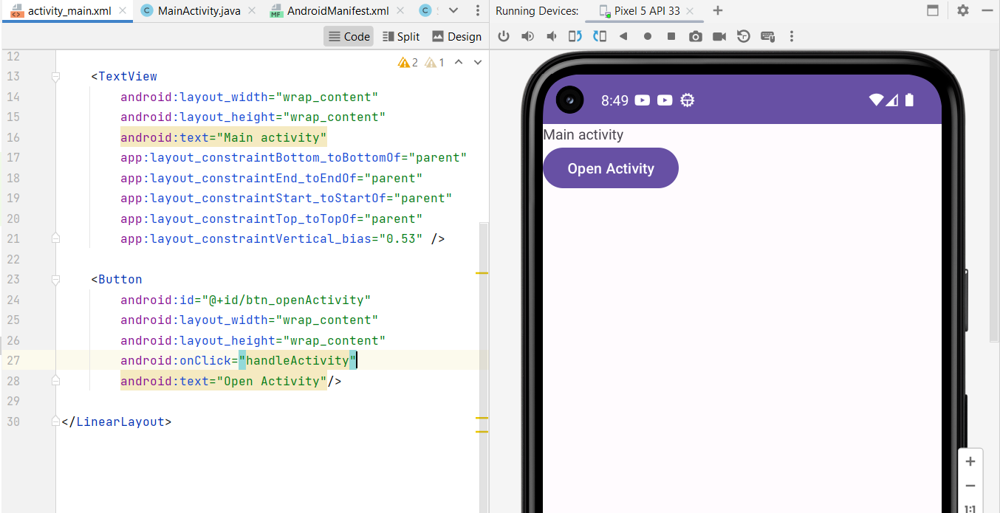 activity_main.xml MainActivity.java AndroidManifest.xml Running Devices: Pixel 5 API 33
Code Split Design
2 1
12
13 <TextView
14 android:layout_width="wrap_content"
15 android:layout_height="wrap_content"
16 android:text="Main activity"
17 app:layout_constraintBottom_toBottomOf="parent"
18 app:layout_constraintEnd_toEndOf="parent"
19 app:layout_constraintStart_toStartOf="parent"
20 app:layout_constraintTop_toTopOf="parent"
21 app:layout_constraintVertical_bias="0.53" />
22
23 <Button
24 android:id="@+id/btn_openActivity"
25 android:layout_width="wrap_content"
26 android:layout_height="wrap_content"
27 android:onClick="handleActivity"
28 android:text="Open Activity"/>
29
30 </LinearLayout>
8:49
Main activity
Open Activity
1:1